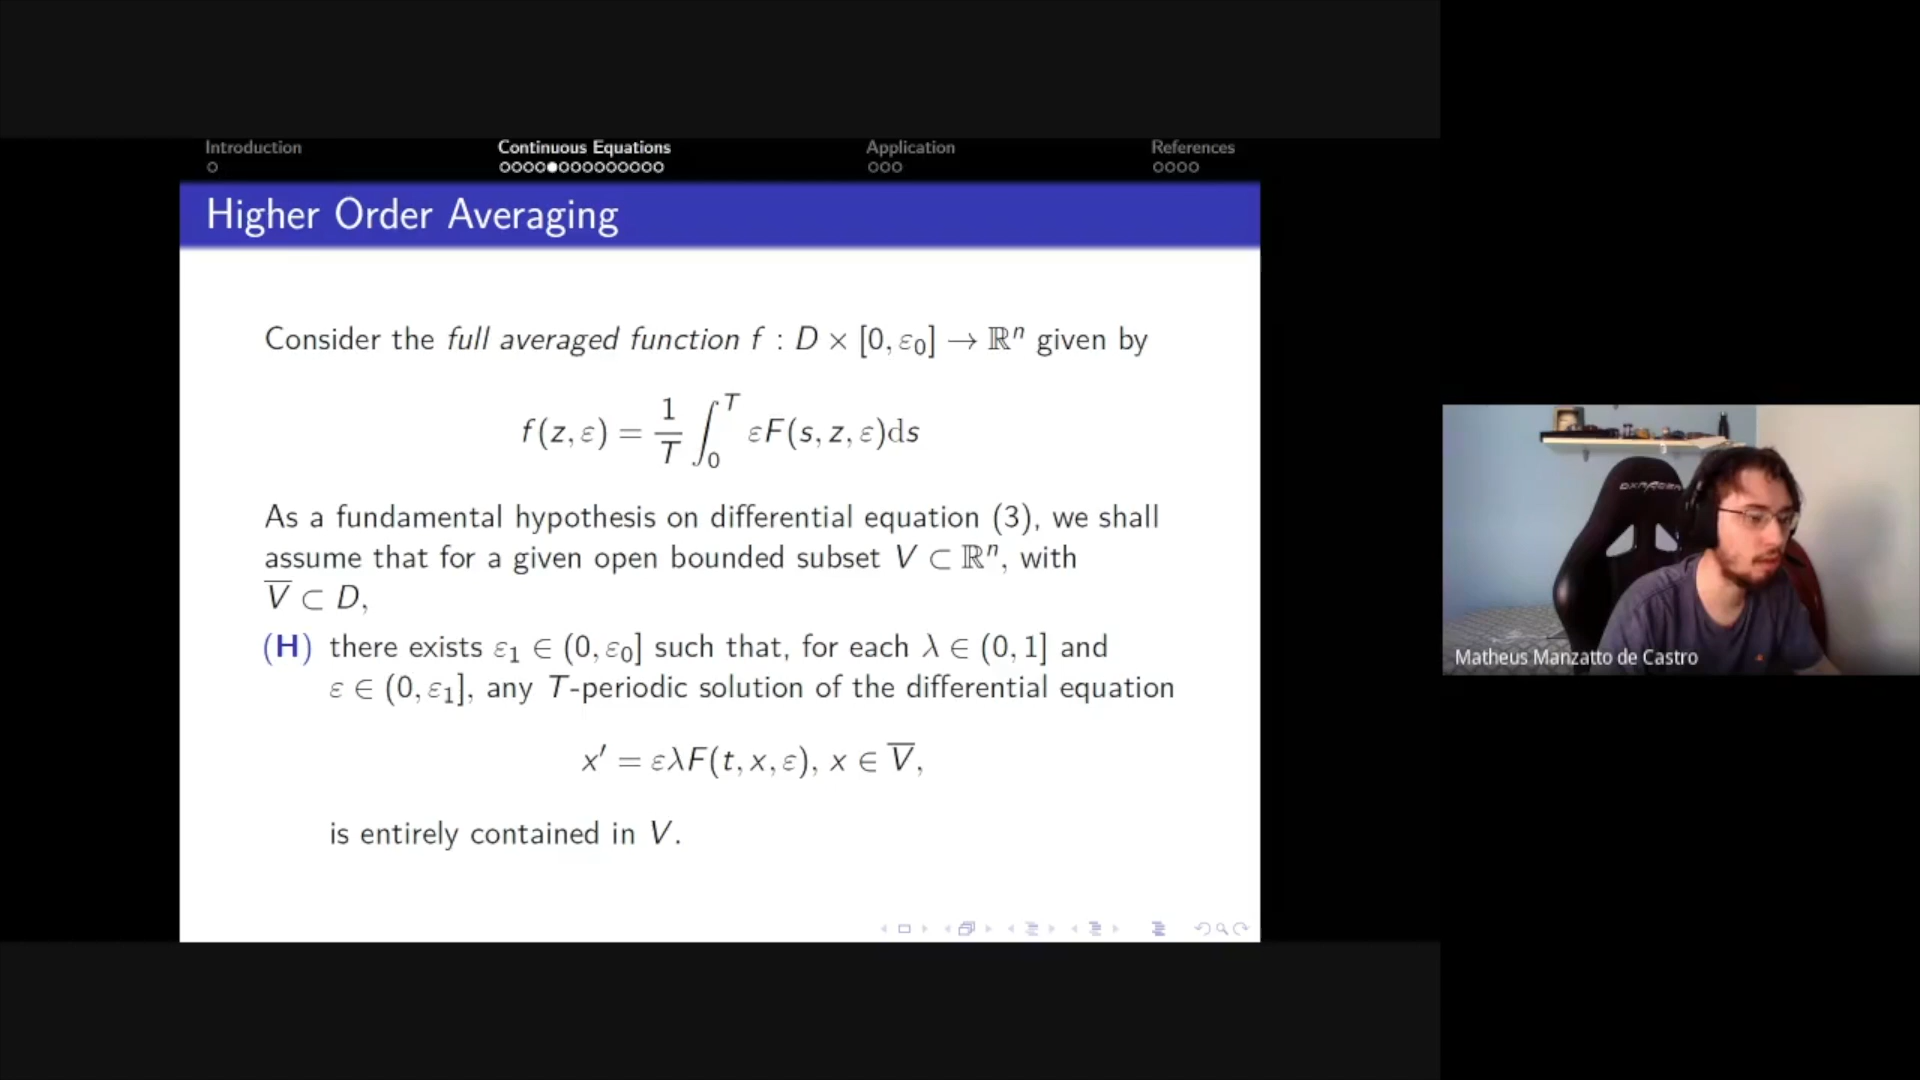 Introduction
Continuous Equations
Application
References
Higher Order Averaging
Consider the full averaged function f : D × [0, ε₀] → ℝⁿ given by
f(z, ε) = 1/T ∫₀ᵀ εF(s, z, ε)ds
As a fundamental hypothesis on differential equation (3), we shall
assume that for a given open bounded subset V ⊂ ℝⁿ, with
V̅ ⊂ D,
(H) there exists ε₁ ∈ (0, ε₀] such that, for each λ ∈ (0, 1] and
ε ∈ (0, ε₁], any T-periodic solution of the differential equation
x′ = ελF(t, x, ε), x ∈ V̅,
is entirely contained in V.
Matheus Manzatto de Castro